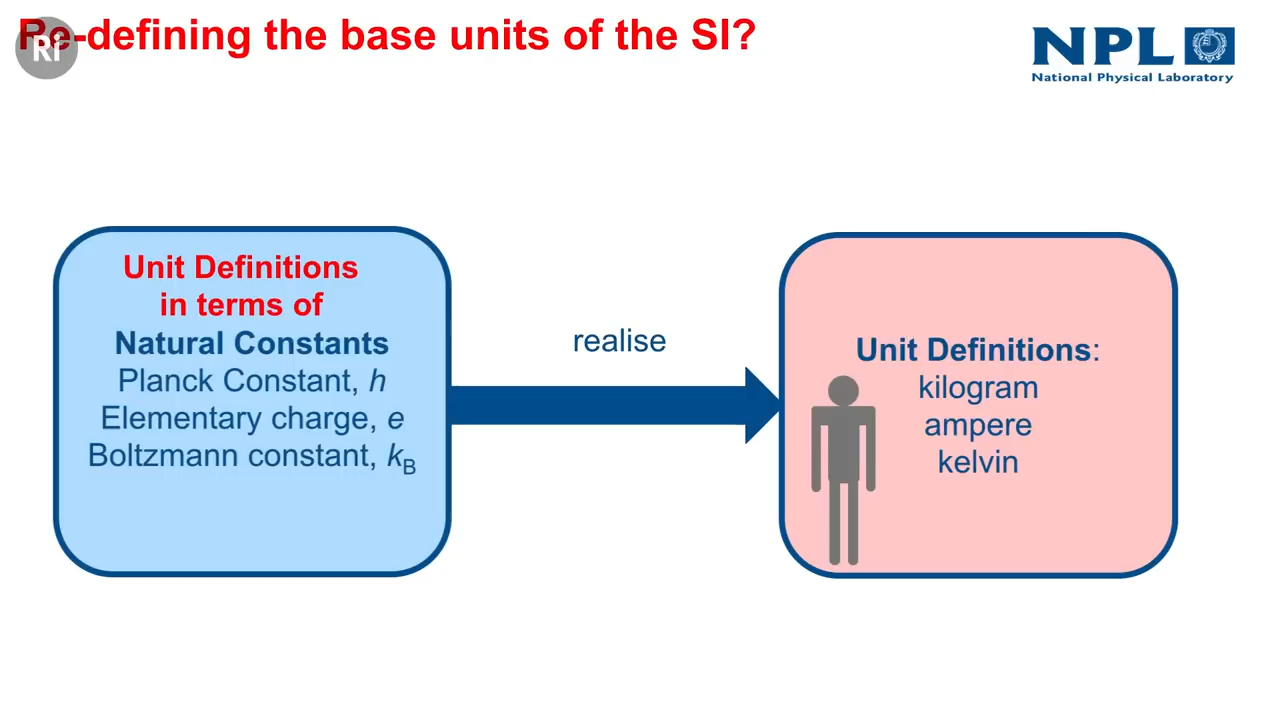 Re-defining the base units of the SI?
Ri
NPL
National Physical Laboratory
Unit Definitions
in terms of
Natural Constants
Planck Constant, h
Elementary charge, e
Boltzmann constant, kB
realise
Unit Definitions:
kilogram
ampere
kelvin